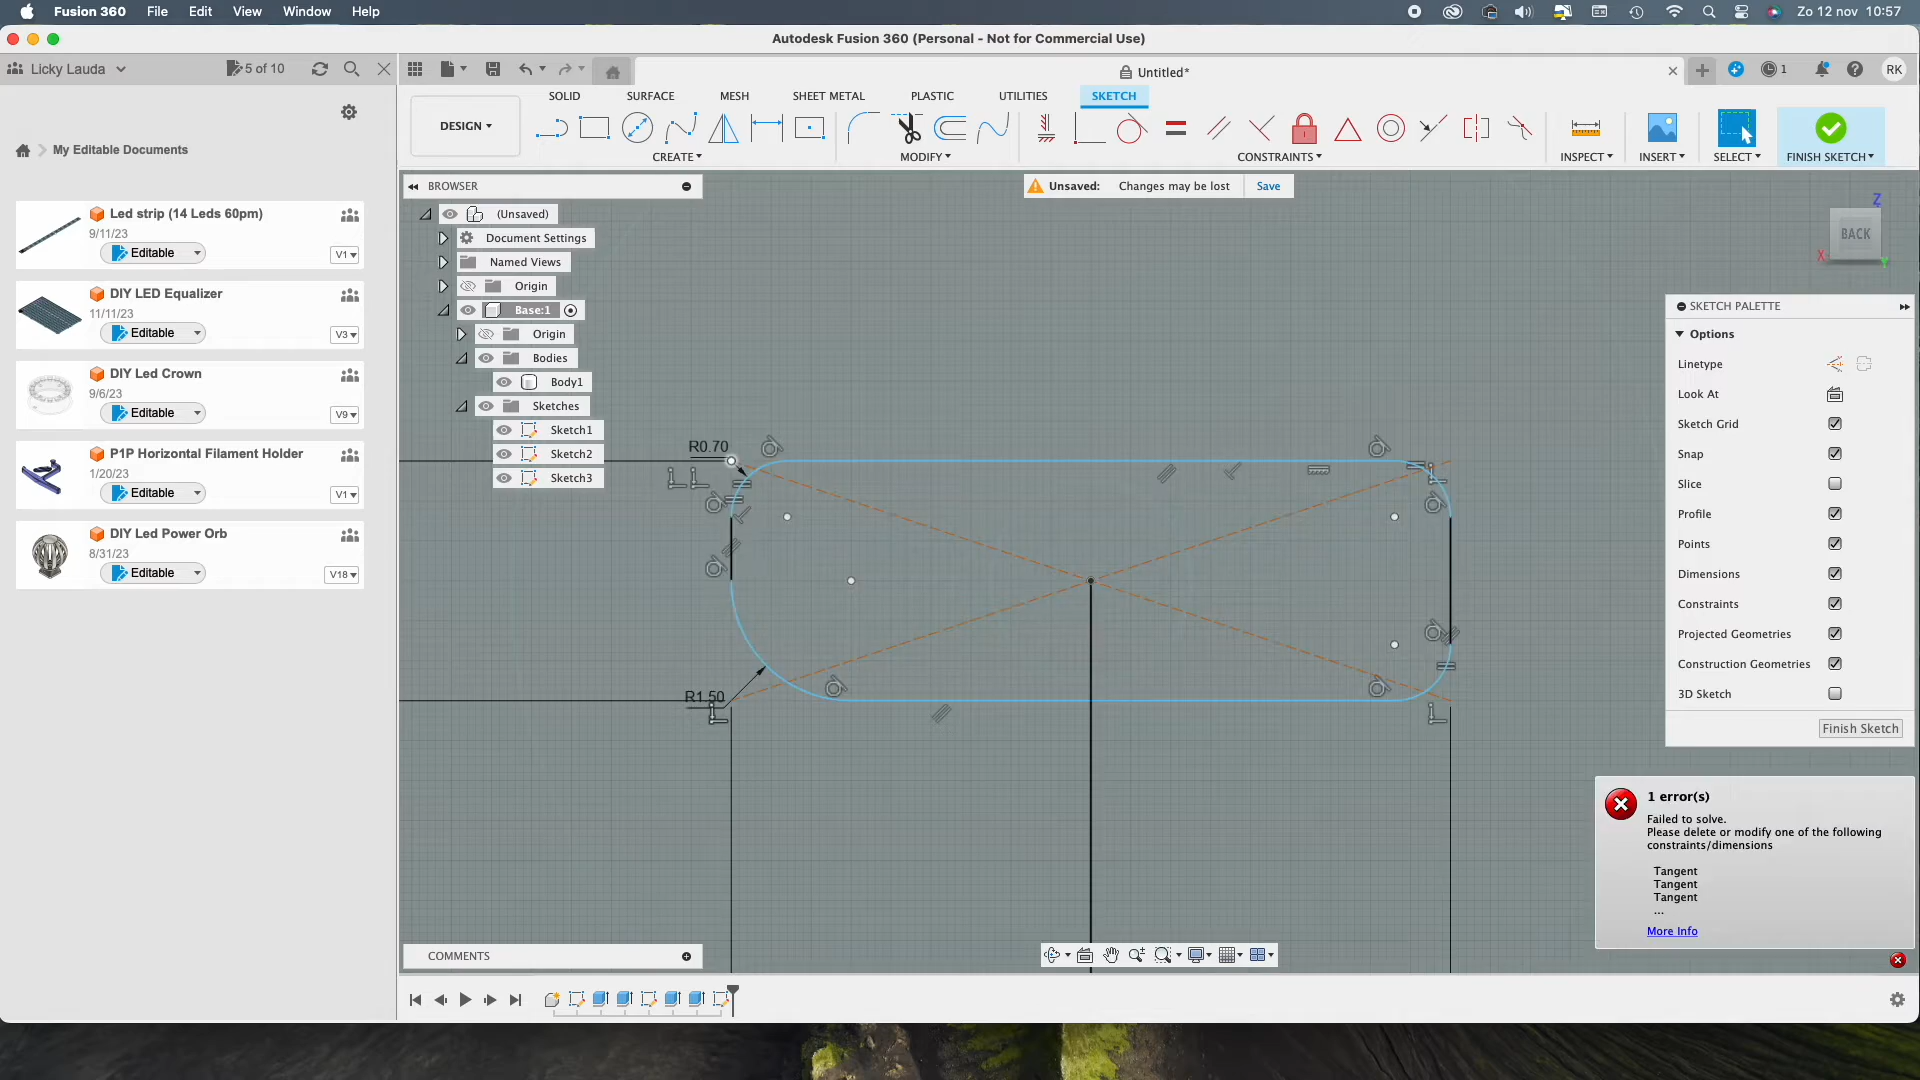 Fusion 360 File Edit View Window Help Zo 12 nov 10:57
Autodesk Fusion 360 (Personal - Not for Commercial Use)
Licky Lauda 5 of 10 Untitled* 1 RK
SOLID SURFACE MESH SHEET METAL PLASTIC UTILITIES SKETCH
DESIGN
CREATE MODIFY CONSTRAINTS INSPECT INSERT SELECT FINISH SKETCH
My Editable Documents
Led strip (14 Leds 60pm)
9/11/23
Editable V1
DIY LED Equalizer
11/11/23
Editable V3
DIY Led Crown
9/6/23
Editable V9
P1P Horizontal Filament Holder
1/20/23
Editable V1
DIY Led Power Orb
8/31/23
Editable V18
BROWSER
(Unsaved)
Document Settings
Named Views
Origin
Base:1
Origin
Bodies
Body1
Sketches
Sketch1
Sketch2
Sketch3
Unsaved: Changes may be lost Save
Z
BACK
X
Y
R0.70
R1.50
SKETCH PALETTE
Options
Linetype
Look At
Sketch Grid
Snap
Slice
Profile
Points
Dimensions
Constraints
Projected Geometries
Construction Geometries
3D Sketch
Finish Sketch
1 error(s)
Failed to solve.
Please delete or modify one of the following
constraints/dimensions
Tangent
Tangent
Tangent
...
More Info
COMMENTS